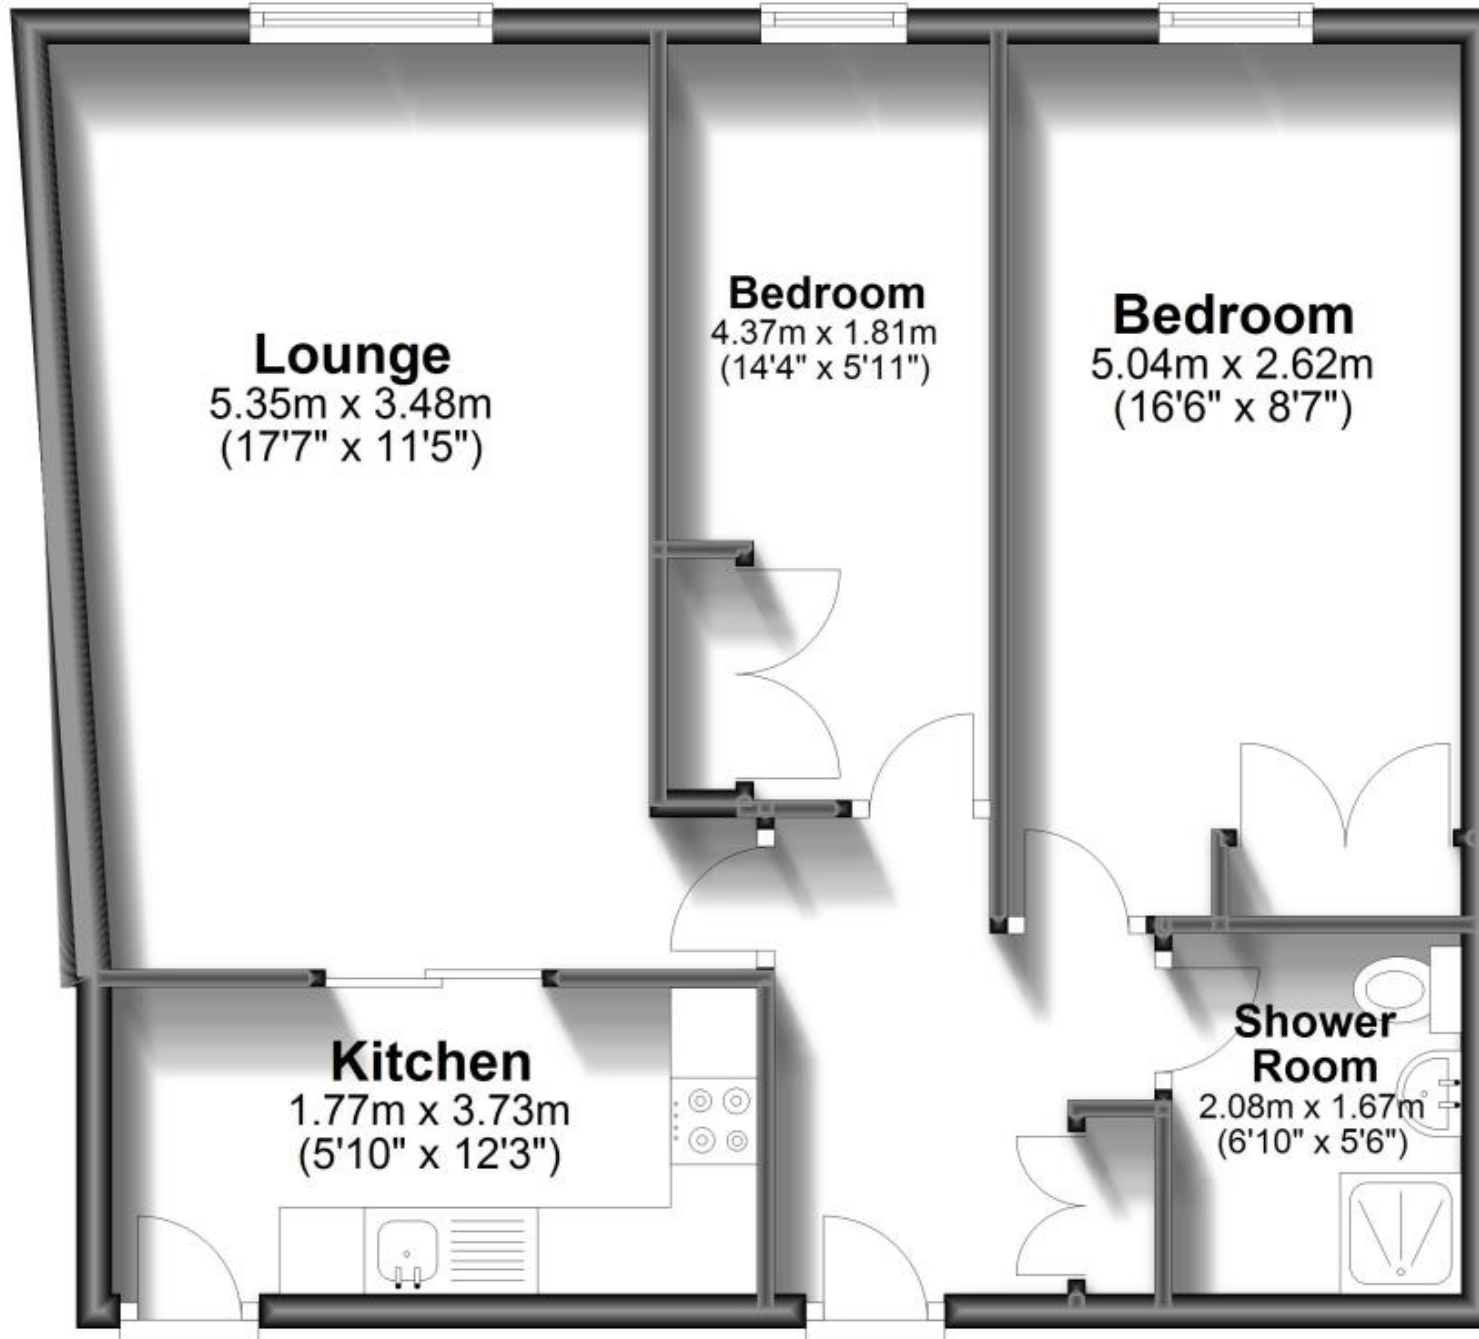 Lounge
5.35m x 3.48m
(17'7" x 11'5")
Bedroom
4.37m x 1.81m
(14'4" x 5'11")
Bedroom
5.04m x 2.62m
(16'6" x 8'7")
Kitchen
1.77m x 3.73m
(5'10" x 12'3")
Shower
Room
2.08m x 1.67m
(6'10" x 5'6")